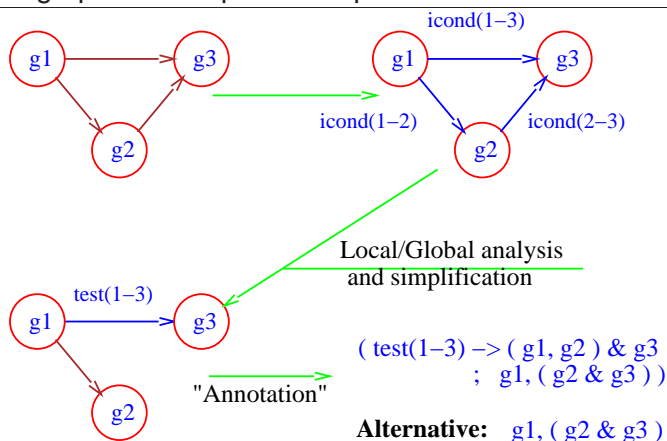 icond(1–3)
g1
g3
g1
g3
icond(1–2)
icond(2–3)
g2
g2
Local/Global analysis
and simplification
test(1–3)
g1
g3
( test(1–3) –> ( g1, g2 ) & g3
; g1, ( g2 & g3 ) )
"Annotation"
g2
Alternative: g1, ( g2 & g3 )